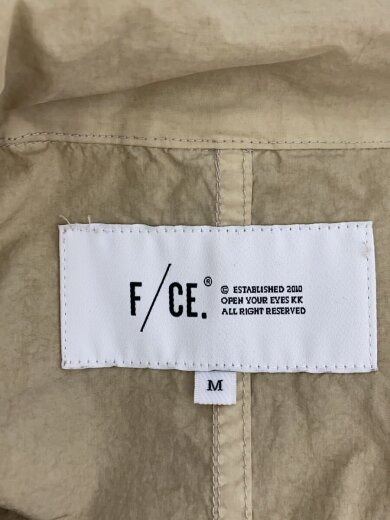 F/CE.®
© ESTABLISHED 2010
OPEN YOUR EYES KK
ALL RIGHT RESERVED
M